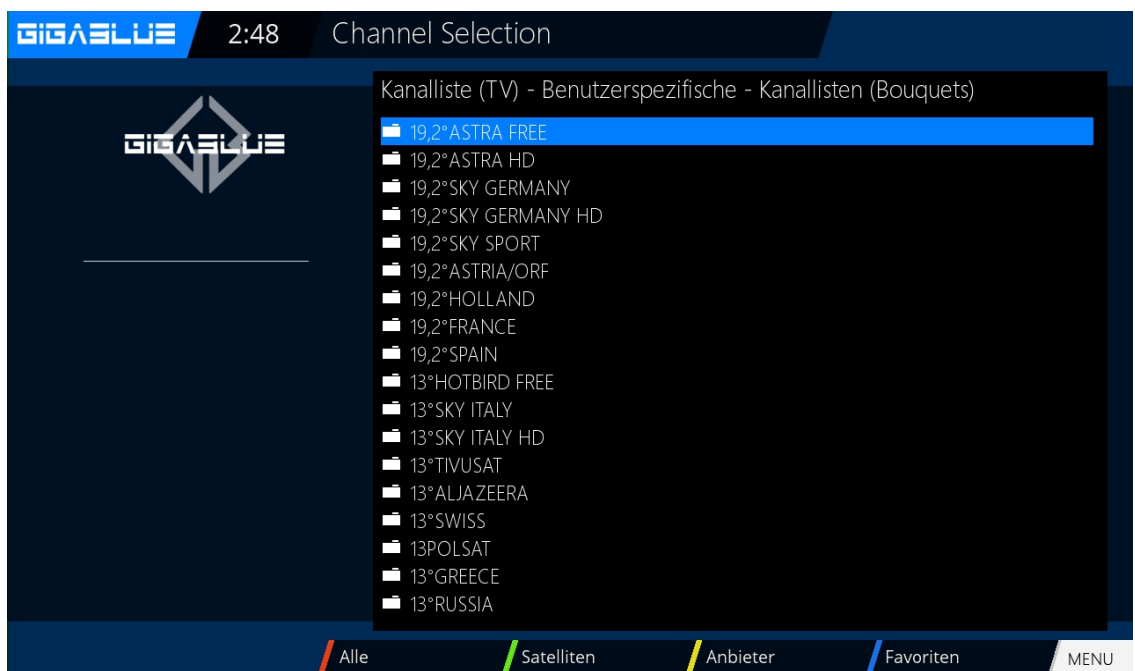 GIGABLUE 2:48 Channel Selection
GIGABLUE
Kanalliste (TV) - Benutzerspezifische - Kanallisten (Bouquets)
19,2°ASTRA FREE
19,2°ASTRA HD
19,2°SKY GERMANY
19,2°SKY GERMANY HD
19,2°SKY SPORT
19,2°ASTRIA/ORF
19,2°HOLLAND
19,2°FRANCE
19,2°SPAIN
13°HOTBIRD FREE
13°SKY ITALY
13°SKY ITALY HD
13°TIVUSAT
13°ALJAZEERA
13°SWISS
13POLSAT
13°GREECE
13°RUSSIA
Alle Satelliten Anbieter Favoriten MENU